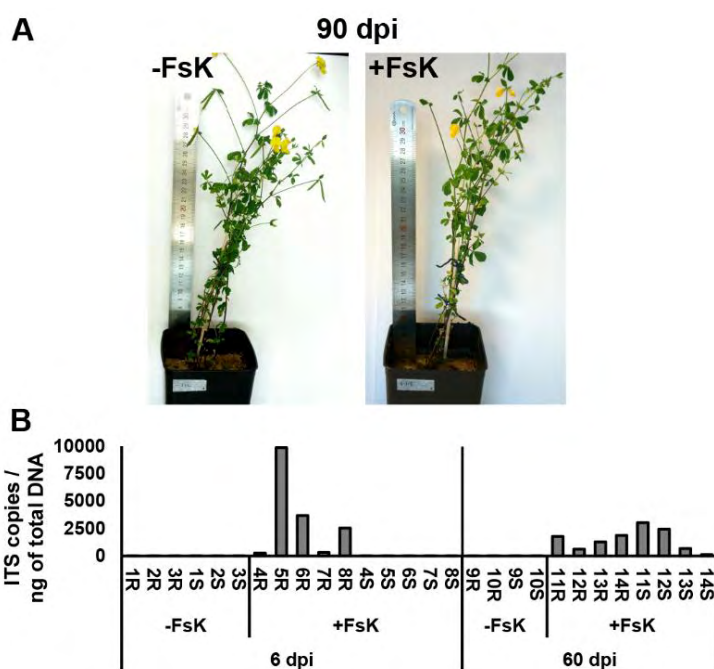 A
90 dpi
-FsK
+FsK
B
ITS copies /
ng of total DNA
10000
7500
5000
2500
0
1R
2R
3R
1S
2S
3S
4R
5R
6R
7R
8R
4S
5S
6S
7S
8S
9R
10R
9S
10S
11R
12R
13R
14R
11S
12S
13S
14S
-FsK
+FsK
-FsK
+FsK
6 dpi
60 dpi